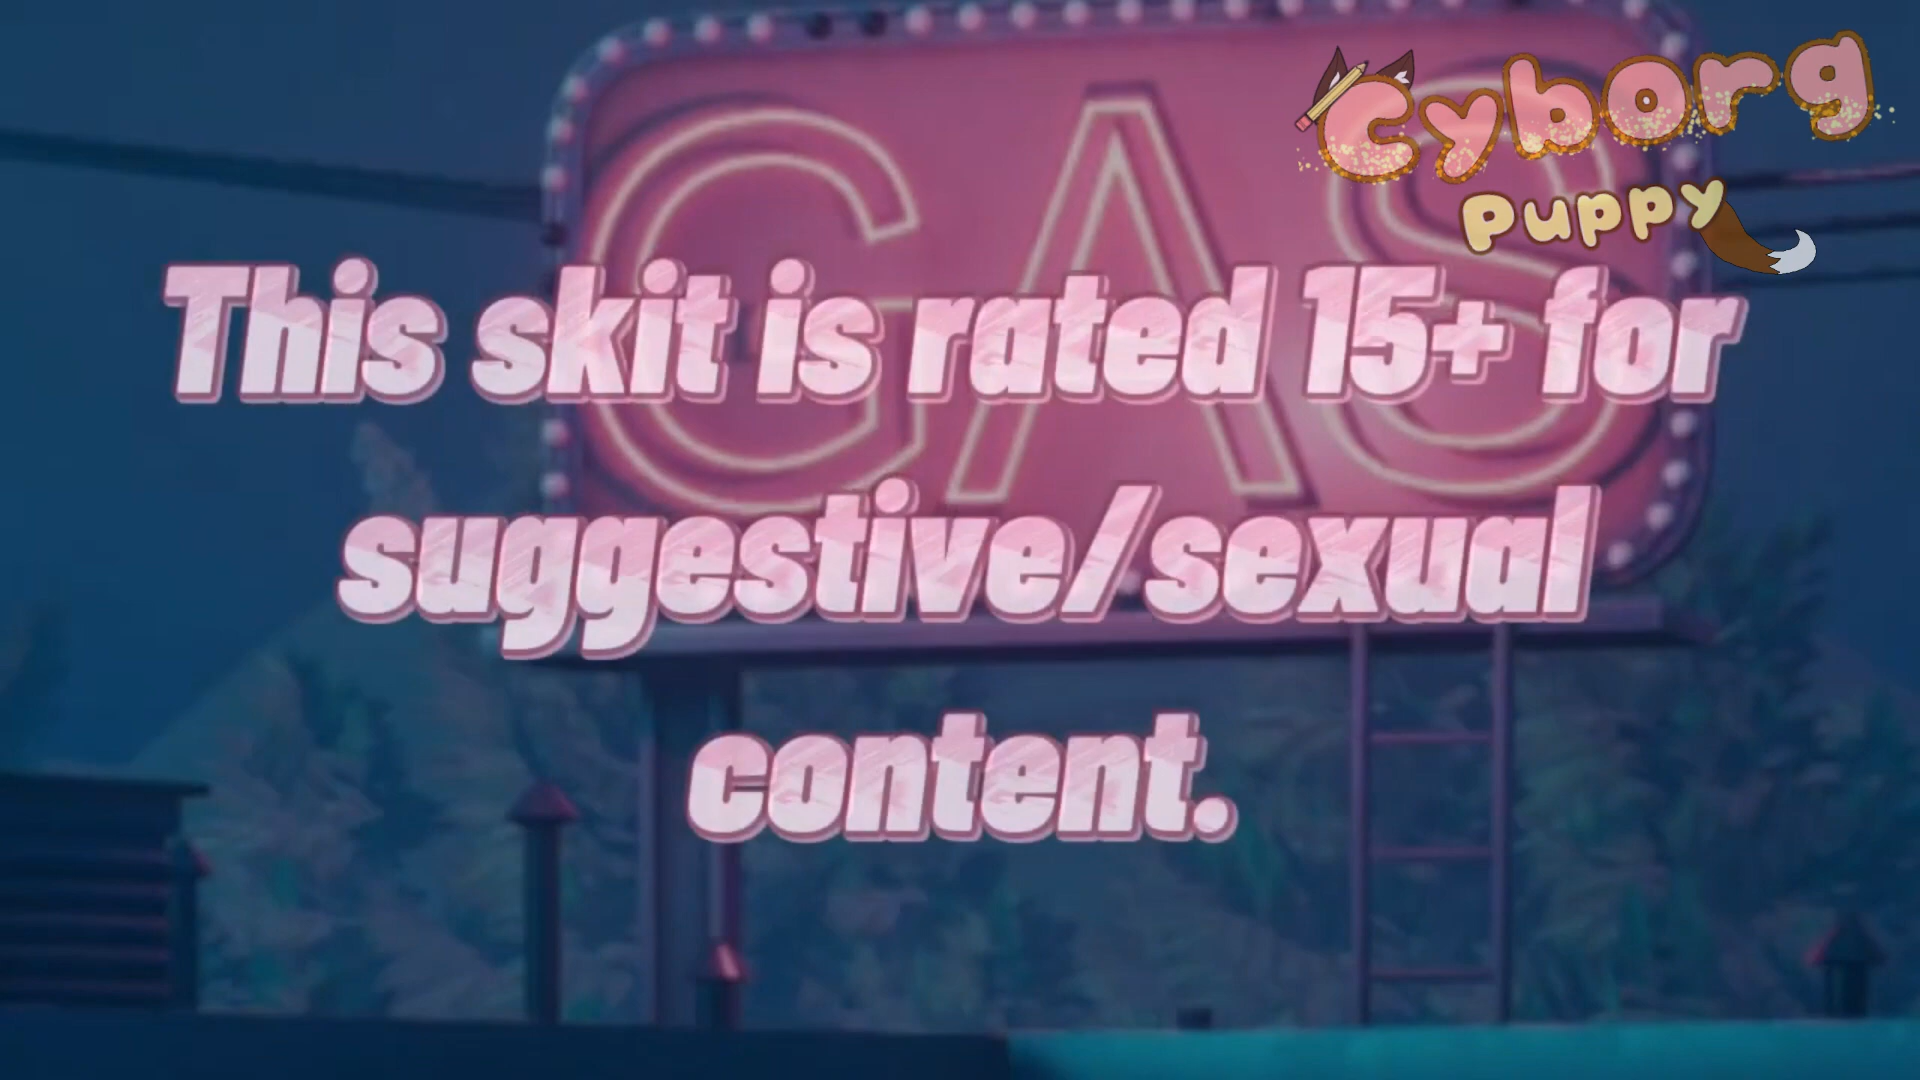 GAS
Cyborg
Puppy
This skit is rated 15+ for
suggestive/sexual
content.